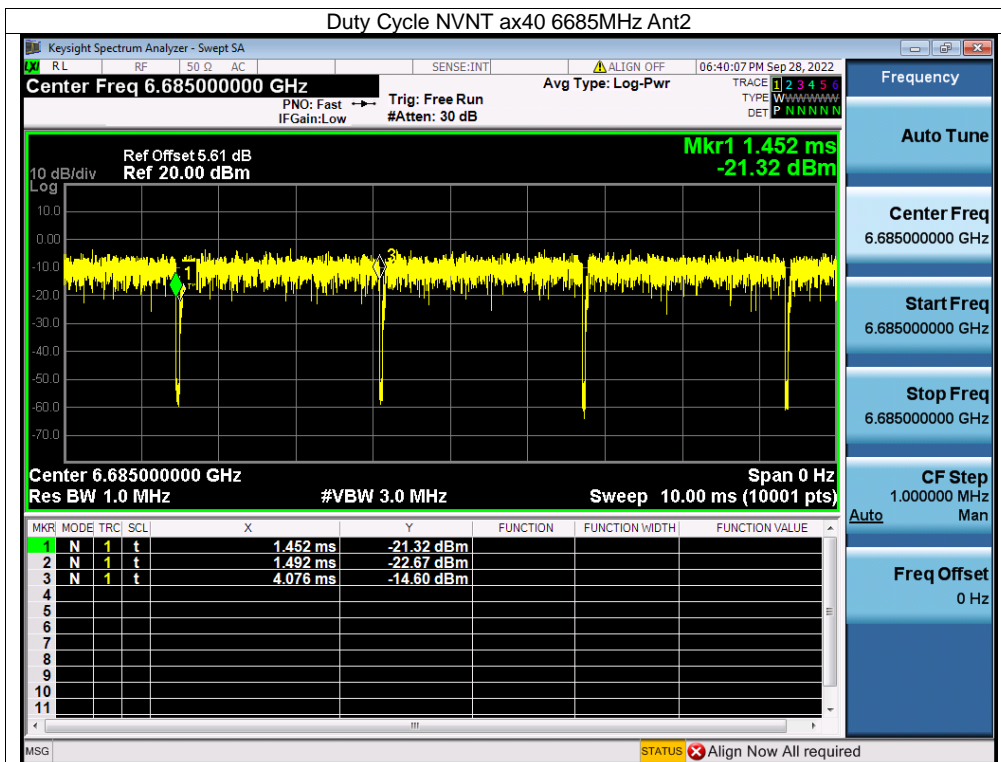 Duty Cycle NVNT ax40 6685MHz Ant2
Keysight Spectrum Analyzer - Swept SA
LXI RL RF 50 Ω AC SENSE:INT ALIGN OFF 06:40:07 PM Sep 28, 2022
Center Freq 6.685000000 GHz Avg Type: Log-Pwr TRACE 1 2 3 4 5 6
PNO: Fast Trig: Free Run TYPE WWWWWW
IFGain:Low #Atten: 30 dB DET P N N N N N
Ref Offset 5.61 dB Mkr1 1.452 ms
10 dB/div Ref 20.00 dBm -21.32 dBm
Log
10.0
0.00
-10.0
-20.0
-30.0
-40.0
-50.0
-60.0
-70.0
1
3
Center 6.685000000 GHz Span 0 Hz
Res BW 1.0 MHz #VBW 3.0 MHz Sweep 10.00 ms (10001 pts)
MKR MODE TRC SCL X Y FUNCTION FUNCTION WIDTH FUNCTION VALUE
1 N 1 t 1.452 ms -21.32 dBm
2 N 1 t 1.492 ms -22.67 dBm
3 N 1 t 4.076 ms -14.60 dBm
4
5
6
7
8
9
10
11
MSG STATUS Align Now All required
Frequency
Auto Tune
Center Freq
6.685000000 GHz
Start Freq
6.685000000 GHz
Stop Freq
6.685000000 GHz
CF Step
1.000000 MHz
Auto Man
Freq Offset
0 Hz